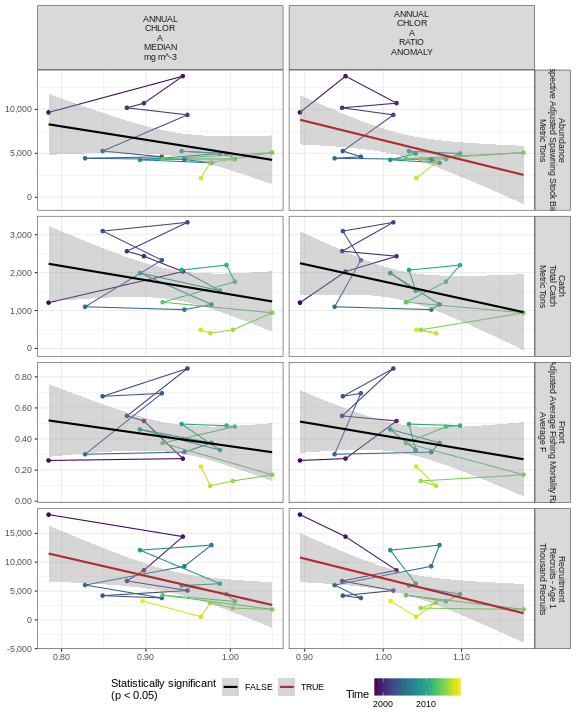 ANNUAL
CHLOR
A
MEDIAN
mg m^-3
ANNUAL
CHLOR
A
RATIO
ANOMALY
10,000
5,000
0
Abundance
Adjusted Spawning Stock
Metric Tons
3,000
2,000
1,000
0
Catch
Total Catch
Metric Tons
0.80
0.60
0.40
0.20
0.00
Fmort
Adjusted Average Fishing Mortality
Average F
15,000
10,000
5,000
0
-5,000
Recruitment
Recruits - Age 1
Thousand Recruits
0.80
0.90
1.00
0.90
1.00
1.10
Statistically significant
(p < 0.05)
FALSE
TRUE
Time
2000
2010